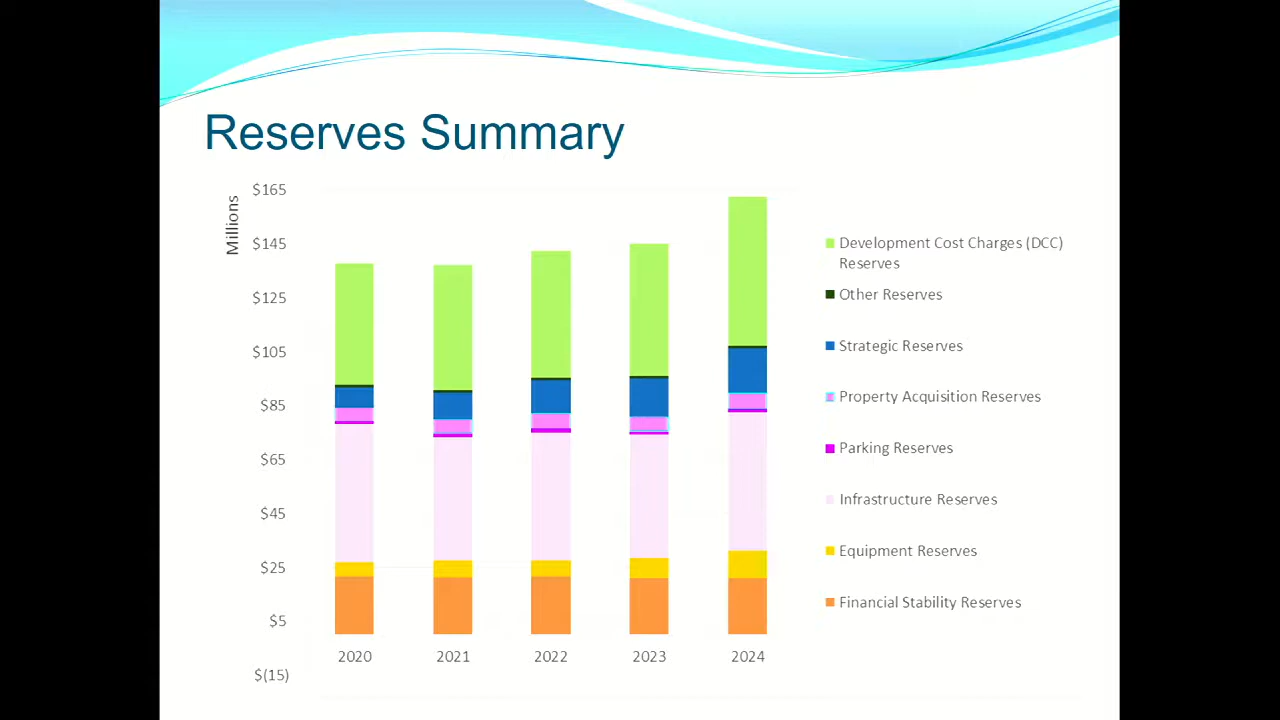 Reserves Summary
Millions
$165
$145
$125
$105
$85
$65
$45
$25
$5
$(15)
2020 2021 2022 2023 2024
Development Cost Charges (DCC)
Reserves
Other Reserves
Strategic Reserves
Property Acquisition Reserves
Parking Reserves
Infrastructure Reserves
Equipment Reserves
Financial Stability Reserves